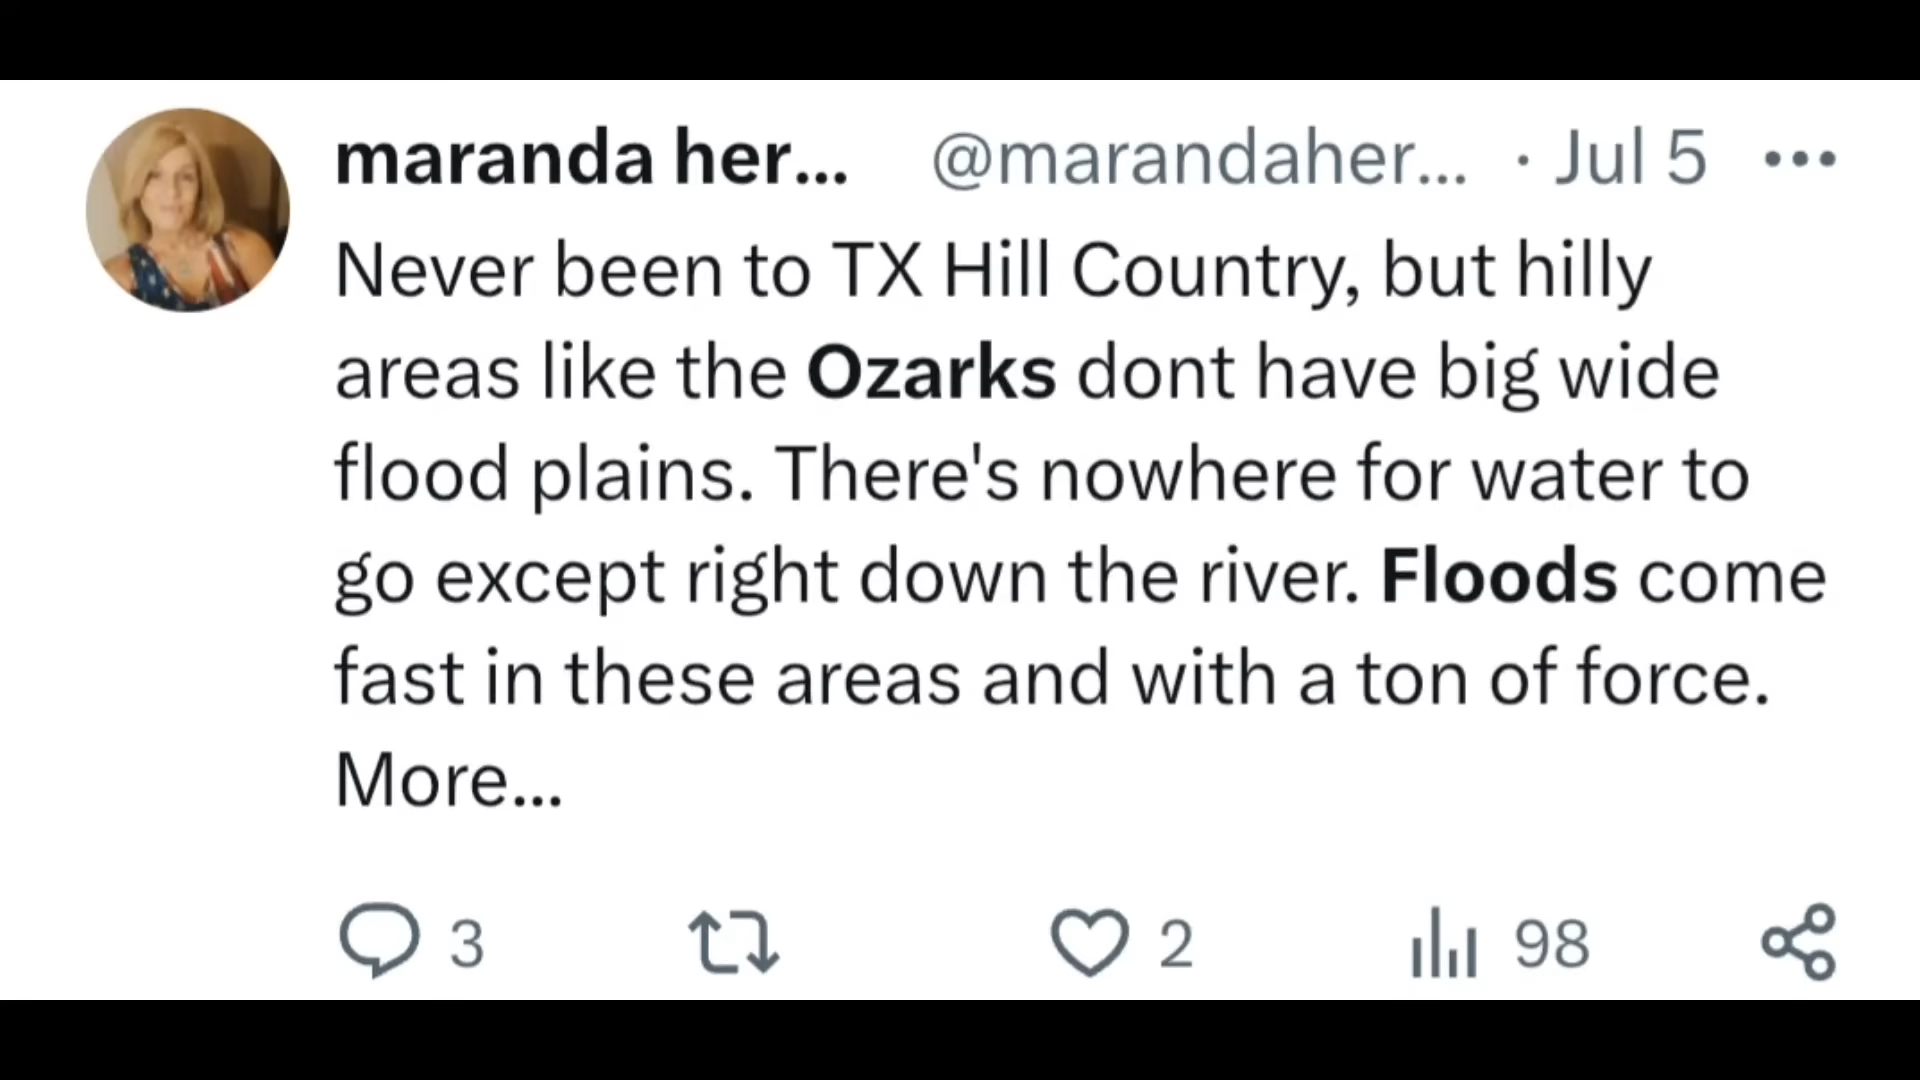 maranda her... @marandaher... · Jul 5
Never been to TX Hill Country, but hilly
areas like the Ozarks dont have big wide
flood plains. There's nowhere for water to
go except right down the river. Floods come
fast in these areas and with a ton of force.
More...
3 2 98